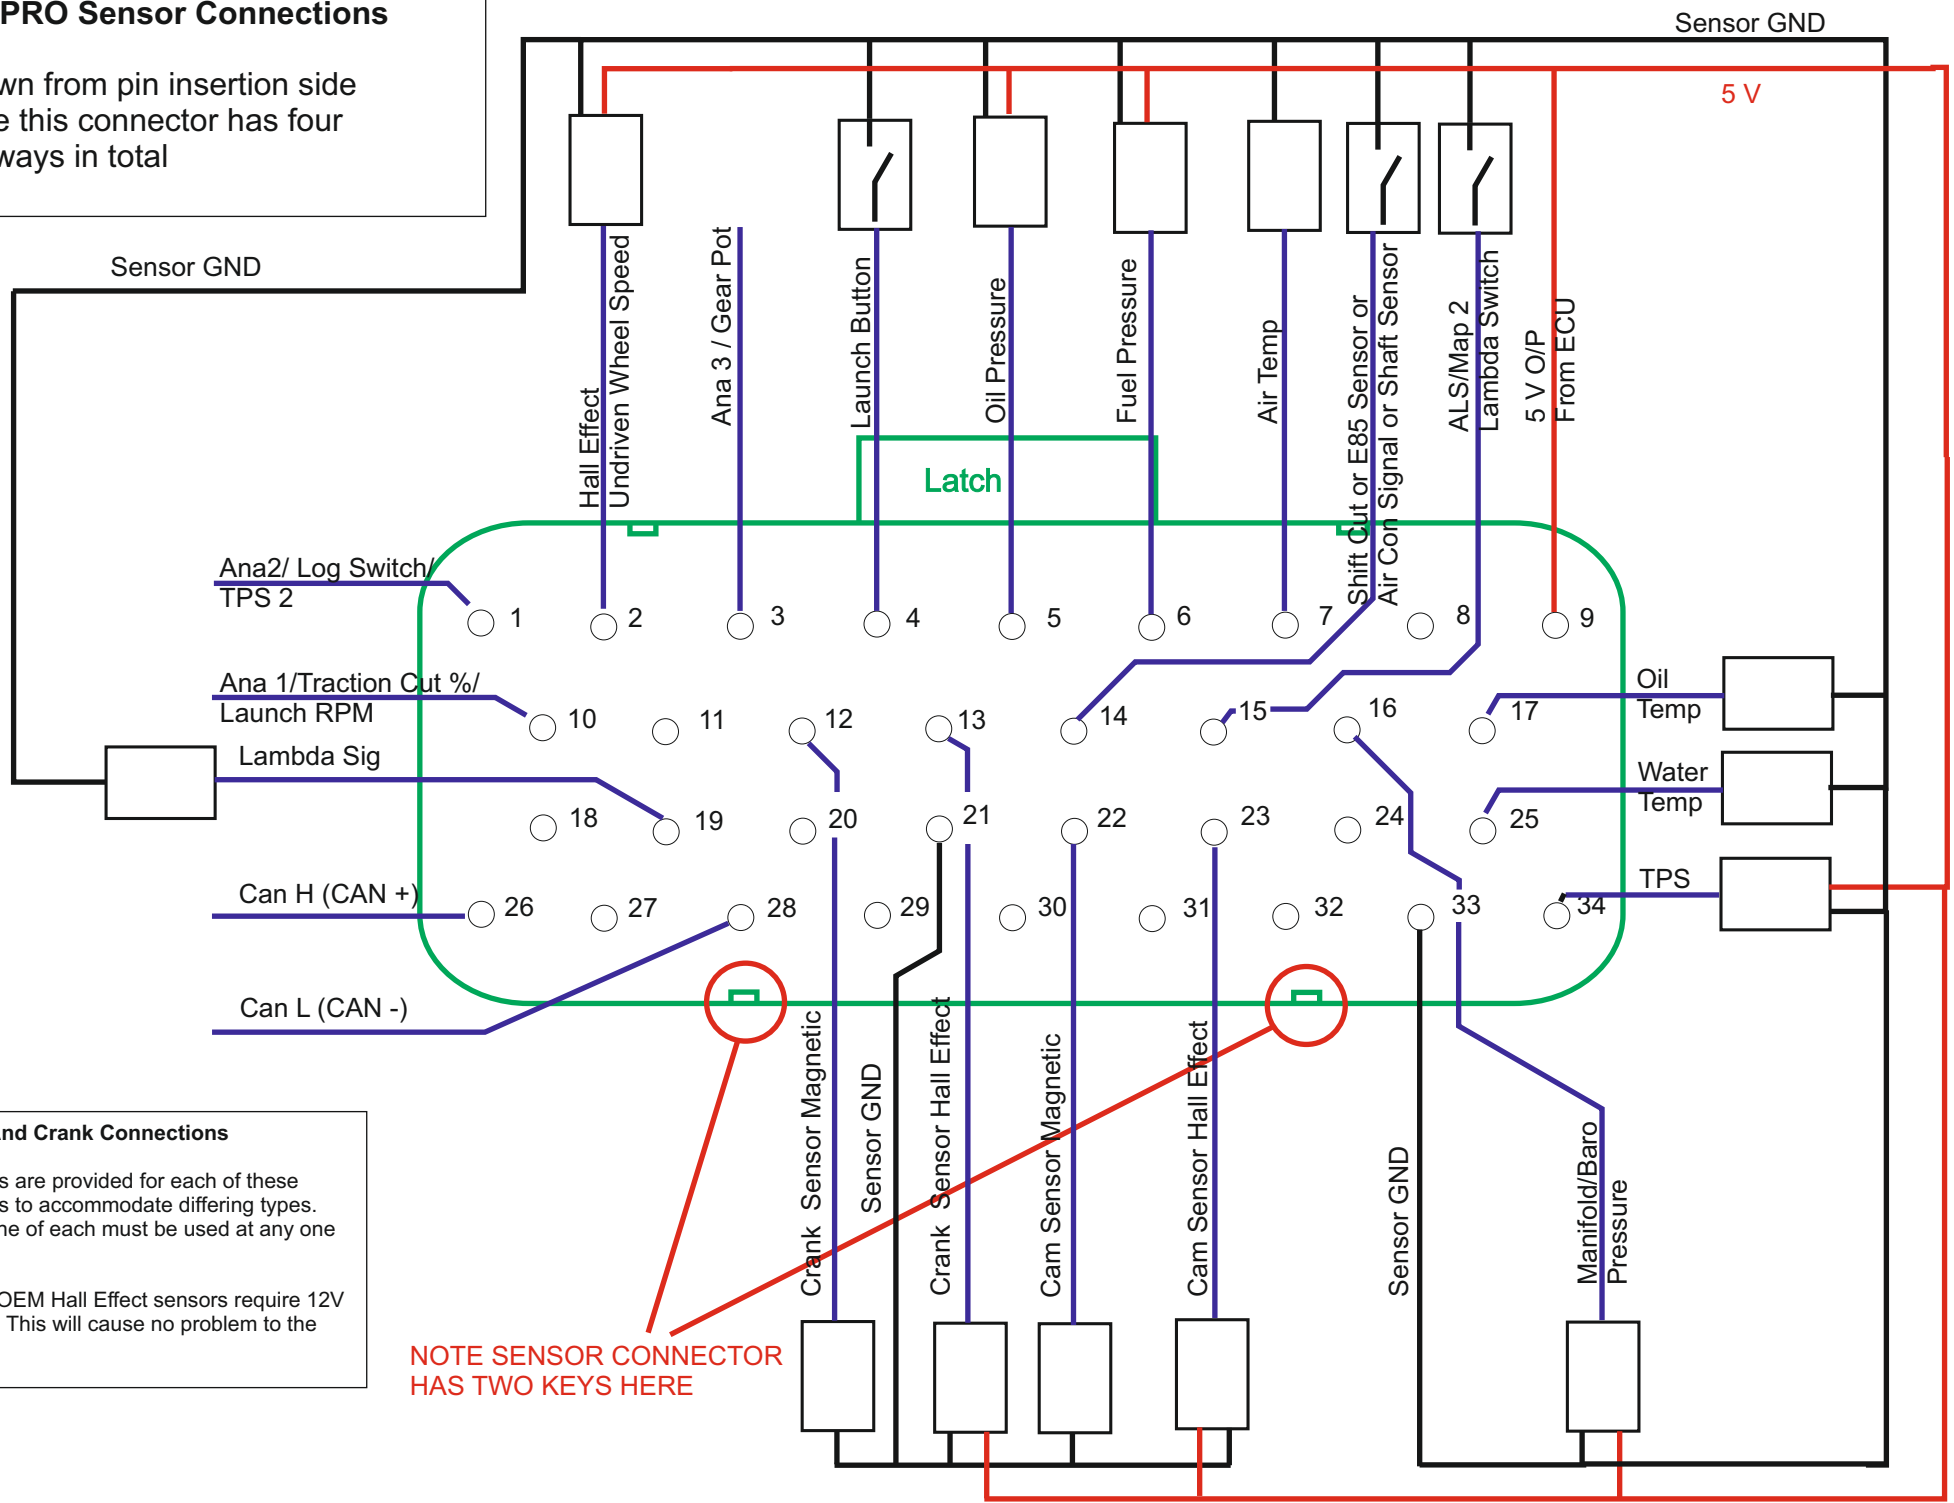 PRO Sensor Connections
wn from pin insertion side
e this connector has four
ways in total
Sensor GND
5 V
Sensor GND
Hall Effect
Undriven Wheel Speed
Ana 3 / Gear Pot
Launch Button
Oil Pressure
Fuel Pressure
Air Temp
Shift Cut or E85 Sensor or
Air Con Signal or Shaft Sensor
ALS/Map 2
Lambda Switch
5 V O/P
From ECU
Latch
Ana2/ Log Switch/
TPS 2
1
2
3
4
5
6
7
8
9
Ana 1/Traction Cut %/
Launch RPM
10
11
12
13
14
15
16
17
Oil
Temp
Lambda Sig
18
19
20
21
22
23
24
25
Water
Temp
Can H (CAN +)
26
27
28
29
30
31
32
33
34
TPS
Can L (CAN -)
Crank Sensor Magnetic
Sensor GND
Crank Sensor Hall Effect
Cam Sensor Magnetic
Cam Sensor Hall Effect
Sensor GND
Manifold/Baro
Pressure
nd Crank Connections
s are provided for each of these
s to accommodate differing types.
ne of each must be used at any one
OEM Hall Effect sensors require 12V
This will cause no problem to the
NOTE SENSOR CONNECTOR
HAS TWO KEYS HERE